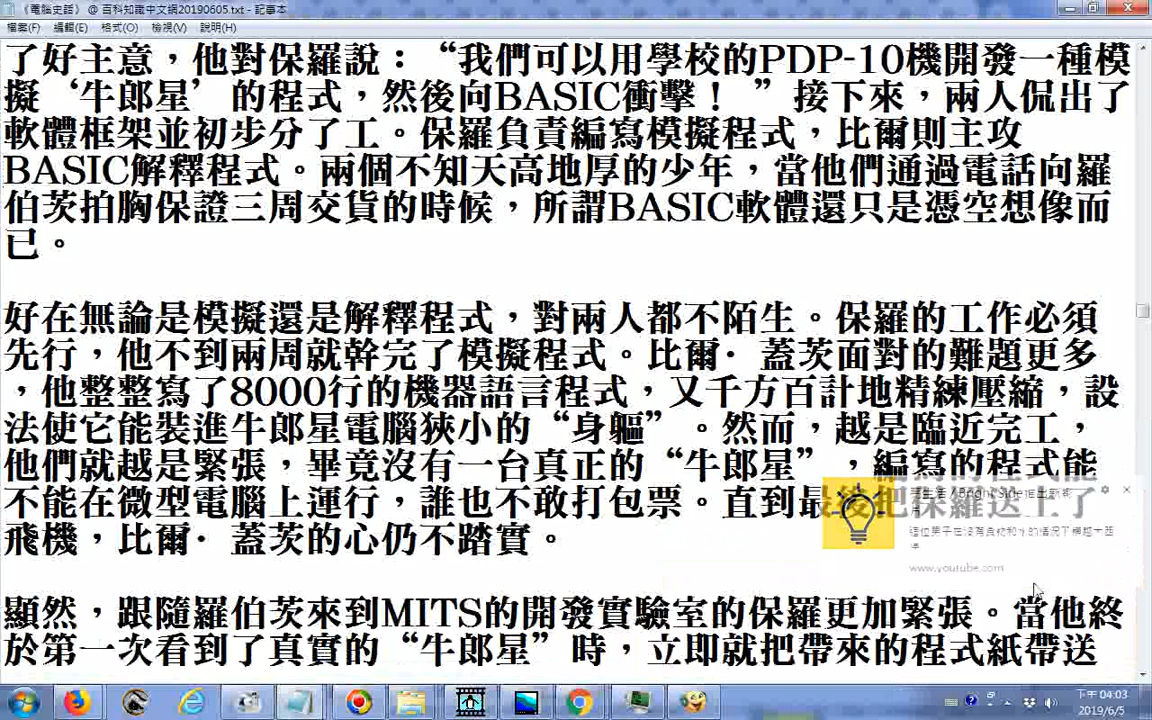 《電腦史話》 @ 百科知識中文網20190605.txt - 記事本
檔案(F) 編輯(E) 格式(O) 檢視(V) 說明(H)
了好主意，他對保羅說：“我們可以用學校的PDP-10機開發一種模
擬‘牛郎星’的程式，然後向BASIC衝擊！ ”接下來，兩人侃出了
軟體框架並初步分了工。保羅負責編寫模擬程式，比爾則主攻
BASIC解釋程式。兩個不知天高地厚的少年，當他們通過電話向羅
伯茨拍胸保證三周交貨的時候，所謂BASIC軟體還只是憑空想像而
已。
好在無論是模擬還是解釋程式，對兩人都不陌生。保羅的工作必須
先行，他不到兩周就幹完了模擬程式。比爾· 蓋茨面對的難題更多
，他整整寫了8000行的機器語言程式，又千方百計地精練壓縮，設
法使它能裝進牛郎星電腦狹小的“身軀”。然而，越是臨近完工，
他們就越是緊張，畢竟沒有一台真正的“牛郎星”，編寫的程式能
不能在微型電腦上運行，誰也不敢打包票。直到最後把保羅送上了
飛機，比爾· 蓋茨的心仍不踏實。
www.youtube.com
顯然，跟隨羅伯茨來到MITS的開發實驗室的保羅更加緊張。當他終
於第一次看到了真實的“牛郎星”時，立即就把帶來的程式紙帶送
下午 04:03
2019/6/5